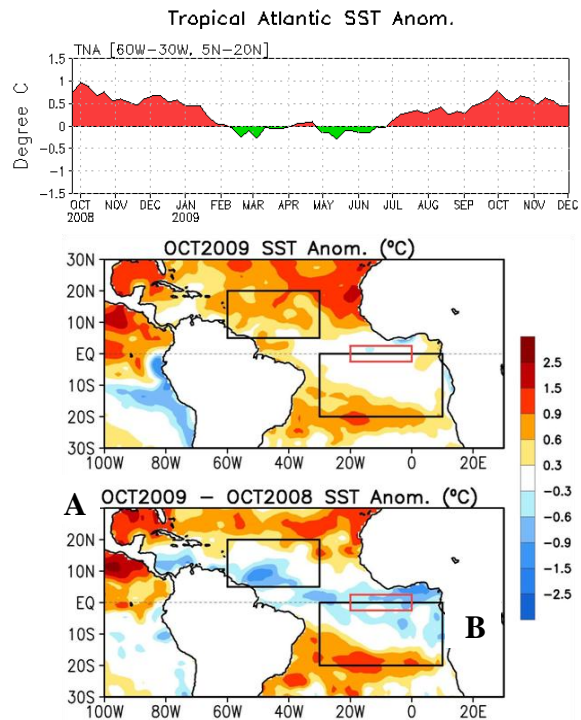 Tropical Atlantic SST Anom.
TNA [60W-30W, 5N-20N]
Degree C
1.5
1
0.5
0
-0.5
-1
-1.5
OCT NOV DEC JAN FEB MAR APR MAY JUN JUL AUG SEP OCT NOV DEC
2008 2009
OCT2009 SST Anom. (ºC)
30N
20N
10N
EQ
10S
20S
30S
100W 80W 60W 40W 20W 0 20E
A
OCT2009 - OCT2008 SST Anom. (ºC)
30N
20N
10N
EQ
10S
20S
30S
B
100W 80W 60W 40W 20W 0 20E
2.5
1.5
0.9
0.6
0.3
-0.3
-0.6
-0.9
-1.5
-2.5